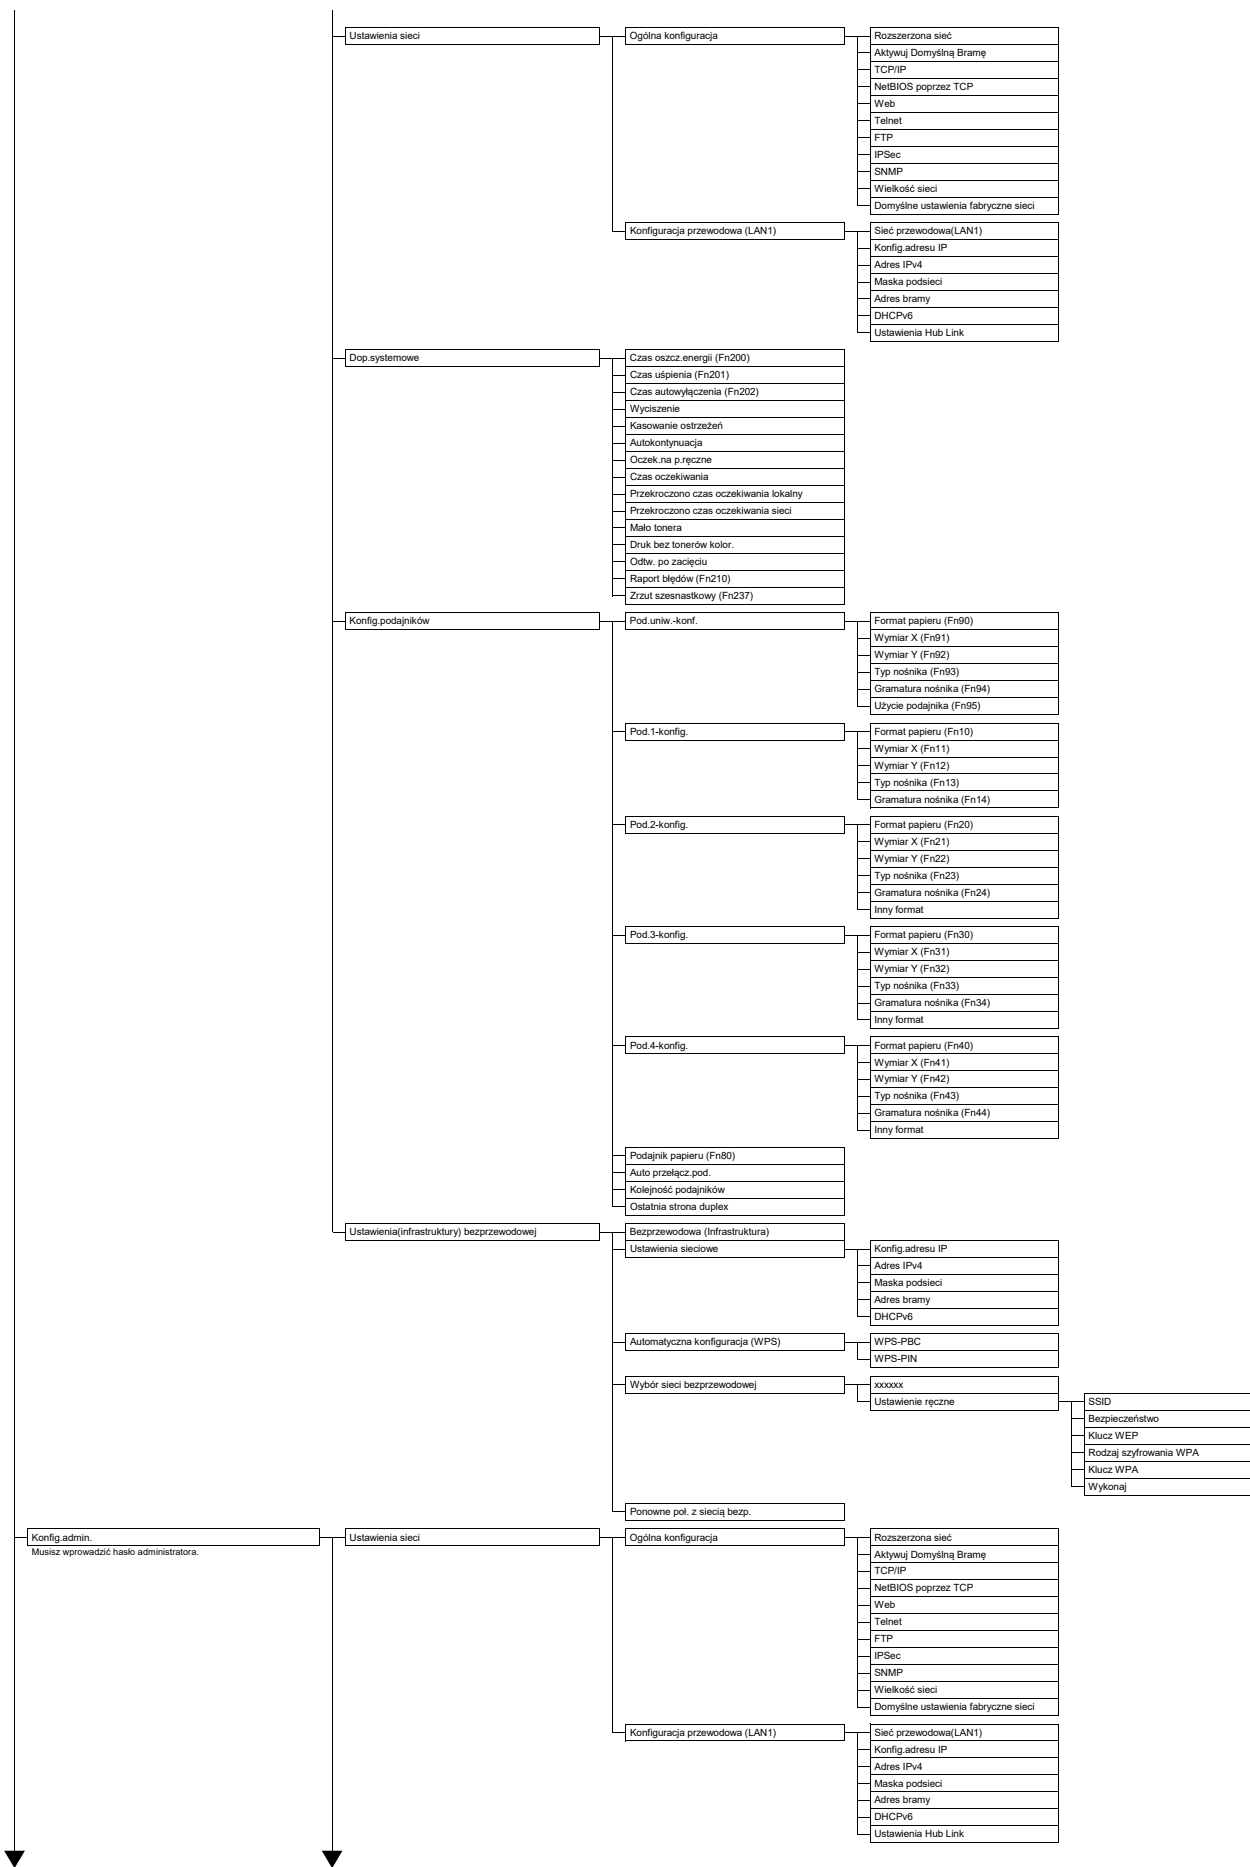 Ustawienia sieci
Ogólna konfiguracja
Rozszerzona sieć
Aktywuj Domyślną Bramę
TCP/IP
NetBIOS poprzez TCP
Web
Telnet
FTP
IPSec
SNMP
Wielkość sieci
Domyślne ustawienia fabryczne sieci
Konfiguracja przewodowa (LAN1)
Sieć przewodowa(LAN1)
Konfig.adresu IP
Adres IPv4
Maska podsieci
Adres bramy
DHCPv6
Ustawienia Hub Link
Dop.systemowe
Czas oszcz.energii (Fn200)
Czas uśpienia (Fn201)
Czas autowyłączenia (Fn202)
Wyciszenie
Kasowanie ostrzeżeń
Autokontynuacja
Oczek.na p.ręczne
Czas oczekiwania
Przekroczono czas oczekiwania lokalny
Przekroczono czas oczekiwania sieci
Mało tonera
Druk bez tonerów kolor.
Odtw. po zacięciu
Raport błędów (Fn210)
Zrzut szesnastkowy (Fn237)
Konfig.podajników
Pod.uniw.-konf.
Format papieru (Fn90)
Wymiar X (Fn91)
Wymiar Y (Fn92)
Typ nośnika (Fn93)
Gramatura nośnika (Fn94)
Użycie podajnika (Fn95)
Pod.1-konfig.
Format papieru (Fn10)
Wymiar X (Fn11)
Wymiar Y (Fn12)
Typ nośnika (Fn13)
Gramatura nośnika (Fn14)
Pod.2-konfig.
Format papieru (Fn20)
Wymiar X (Fn21)
Wymiar Y (Fn22)
Typ nośnika (Fn23)
Gramatura nośnika (Fn24)
Inny format
Pod.3-konfig.
Format papieru (Fn30)
Wymiar X (Fn31)
Wymiar Y (Fn32)
Typ nośnika (Fn33)
Gramatura nośnika (Fn34)
Inny format
Pod.4-konfig.
Format papieru (Fn40)
Wymiar X (Fn41)
Wymiar Y (Fn42)
Typ nośnika (Fn43)
Gramatura nośnika (Fn44)
Inny format
Podajnik papieru (Fn80)
Auto przełącz.pod.
Kolejność podajników
Ostatnia strona duplex
Ustawienia(infrastruktury) bezprzewodowej
Bezprzewodowa (Infrastruktura)
Ustawienia sieciowe
Konfig.adresu IP
Adres IPv4
Maska podsieci
Adres bramy
DHCPv6
Automatyczna konfiguracja (WPS)
WPS-PBC
WPS-PIN
Wybór sieci bezprzewodowej
xxxxxx
Ustawienie ręczne
SSID
Bezpieczeństwo
Klucz WEP
Rodzaj szyfrowania WPA
Klucz WPA
Wykonaj
Ponowne poł. z siecią bezp.
Konfig.admin.
Musisz wprowadzić hasło administratora.
Ustawienia sieci
Ogólna konfiguracja
Rozszerzona sieć
Aktywuj Domyślną Bramę
TCP/IP
NetBIOS poprzez TCP
Web
Telnet
FTP
IPSec
SNMP
Wielkość sieci
Domyślne ustawienia fabryczne sieci
Konfiguracja przewodowa (LAN1)
Sieć przewodowa(LAN1)
Konfig.adresu IP
Adres IPv4
Maska podsieci
Adres bramy
DHCPv6
Ustawienia Hub Link